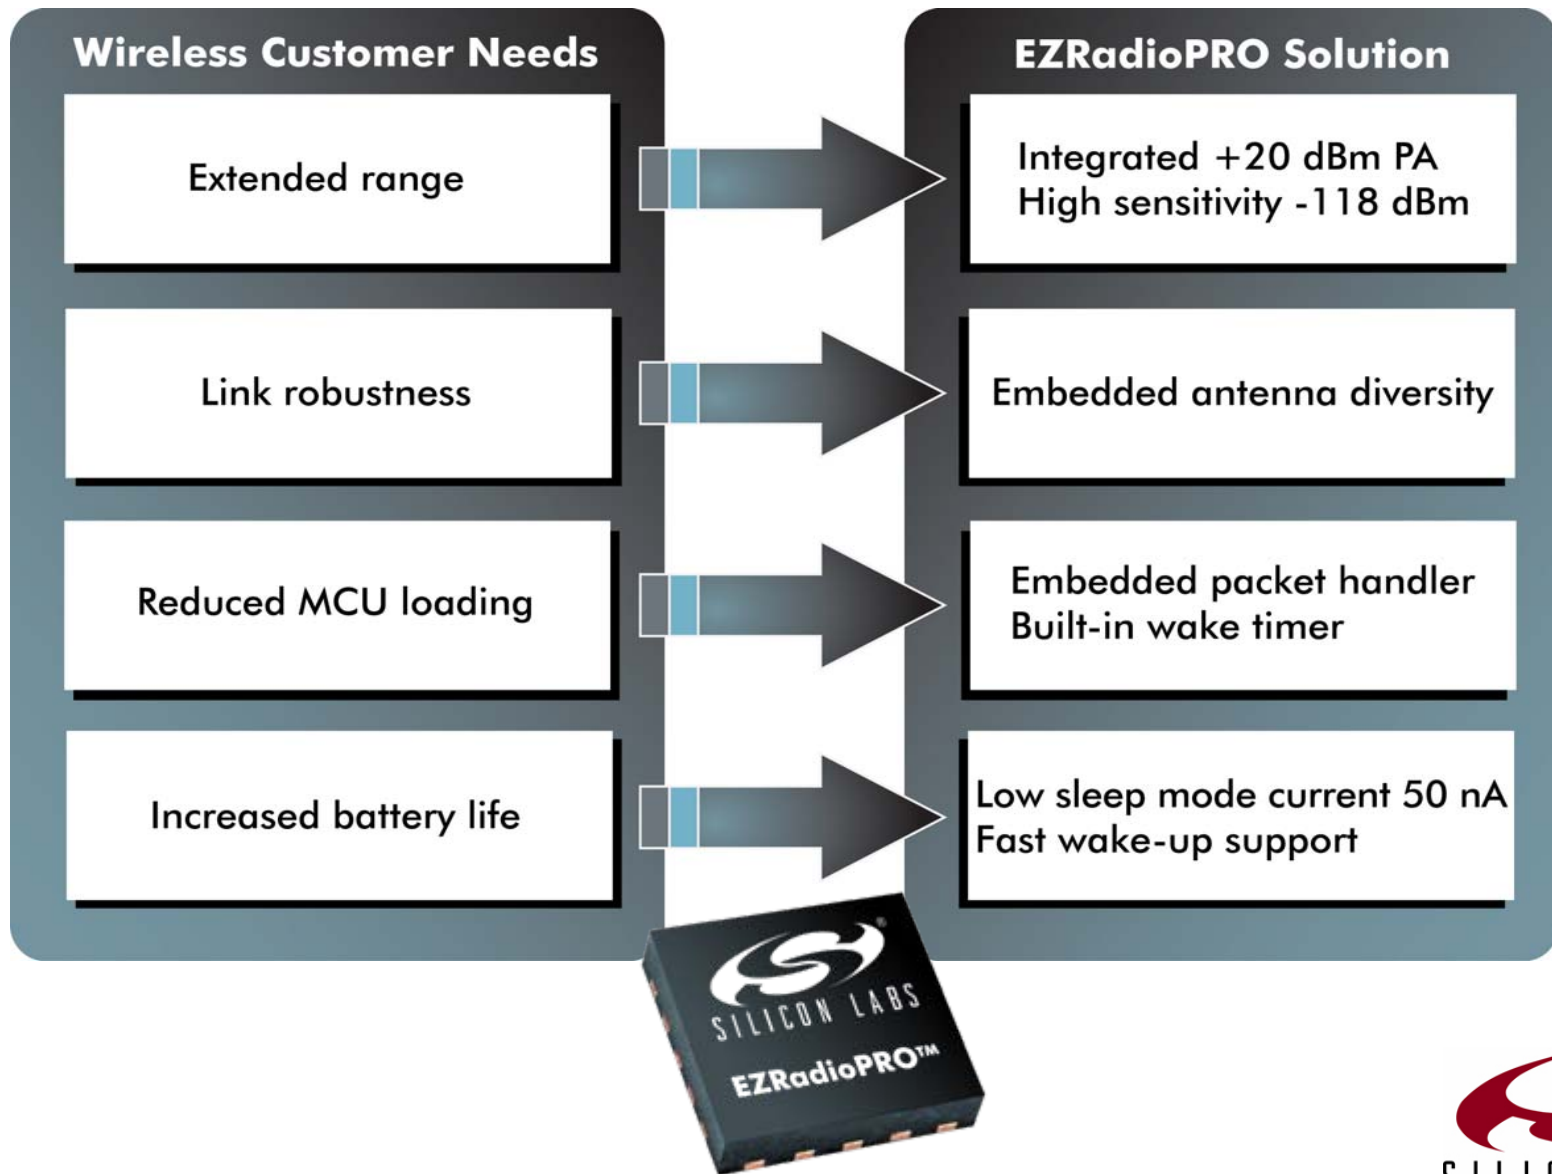 Wireless Customer Needs
EZRadioPRO Solution
Extended range
Integrated +20 dBm PA
High sensitivity -118 dBm
Link robustness
Embedded antenna diversity
Reduced MCU loading
Embedded packet handler
Built-in wake timer
Increased battery life
Low sleep mode current 50 nA
Fast wake-up support
®
SILICON LABS
EZRadioPRO™